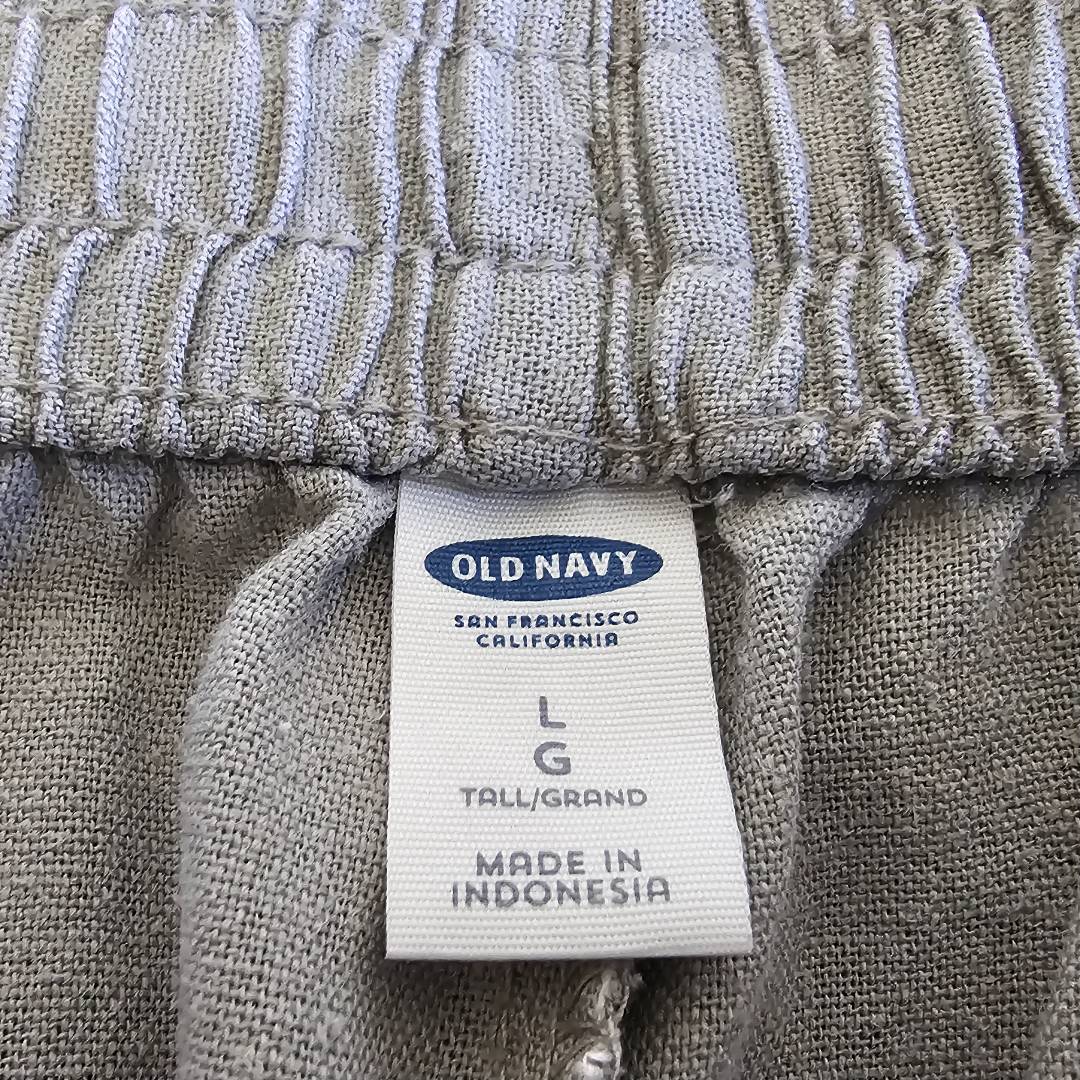 OLD NAVY
SAN FRANCISCO
CALIFORNIA
L
G
TALL/GRAND
MADE IN
INDONESIA